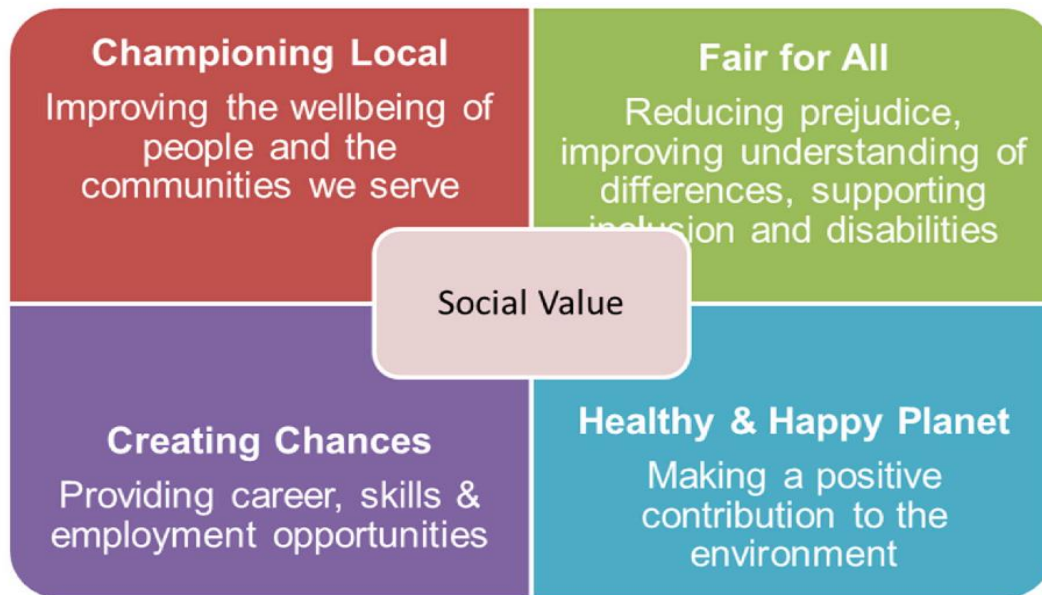 Championing Local
Improving the wellbeing of
people and the
communities we serve
Fair for All
Reducing prejudice,
improving understanding of
differences, supporting
inclusion and disabilities
Social Value
Creating Chances
Providing career, skills &
employment opportunities
Healthy & Happy Planet
Making a positive
contribution to the
environment